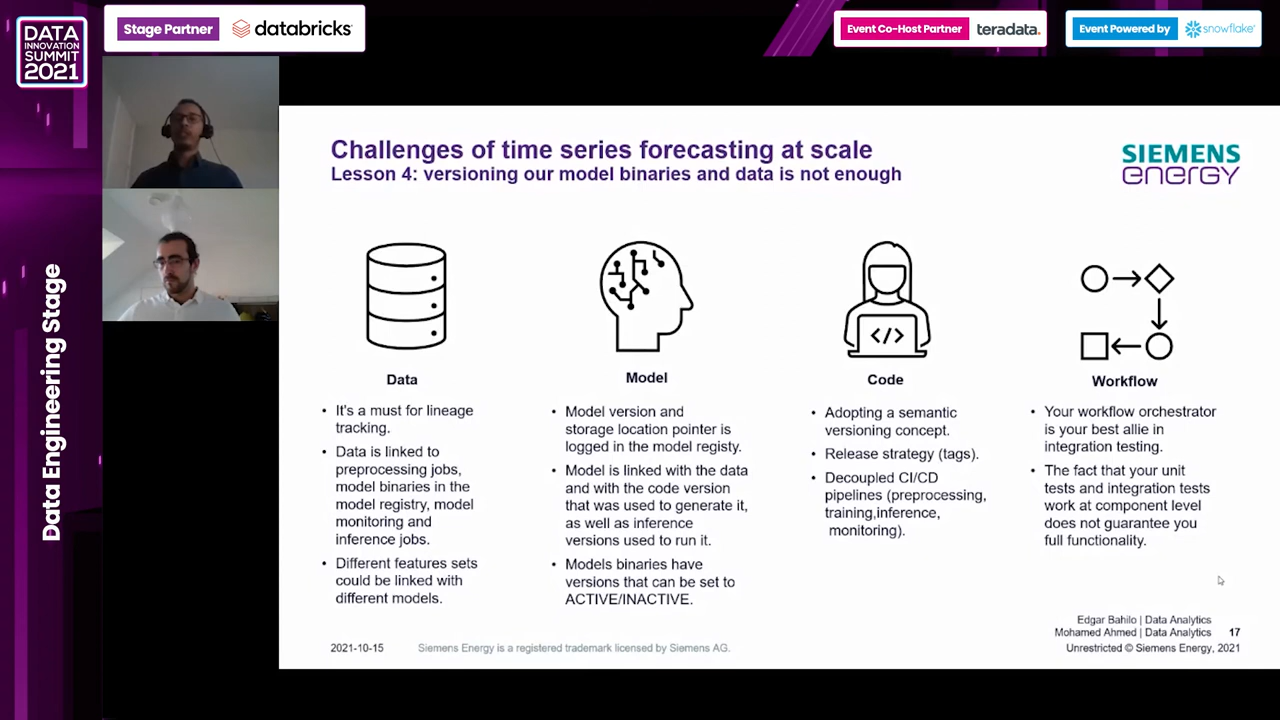 DATA
INNOVATION
SUMMIT
2021
Stage Partner
databricks
Event Co-Host Partner
teradata.
Event Powered by
snowflake
Data Engineering Stage
Challenges of time series forecasting at scale
Lesson 4: versioning our model binaries and data is not enough
SIEMENS
energy
Data
• It's a must for lineage
tracking.
• Data is linked to
preprocessing jobs,
model binaries in the
model registry, model
monitoring and
inference jobs.
• Different features sets
could be linked with
different models.
Model
• Model version and
storage location pointer is
logged in the model registy.
• Model is linked with the data
and with the code version
that was used to generate it,
as well as inference
versions used to run it.
• Models binaries have
versions that can be set to
ACTIVE/INACTIVE.
</>
Code
• Adopting a semantic
versioning concept.
• Release strategy (tags).
• Decoupled CI/CD
pipelines (preprocessing,
training,inference,
monitoring).
Workflow
• Your workflow orchestrator
is your best allie in
integration testing.
• The fact that your unit
tests and integration tests
work at component level
does not guarantee you
full functionality.
2021-10-15
Siemens Energy is a registered trademark licensed by Siemens AG.
Edgar Bahilo | Data Analytics
Mohamed Ahmed | Data Analytics 17
Unrestricted © Siemens Energy, 2021